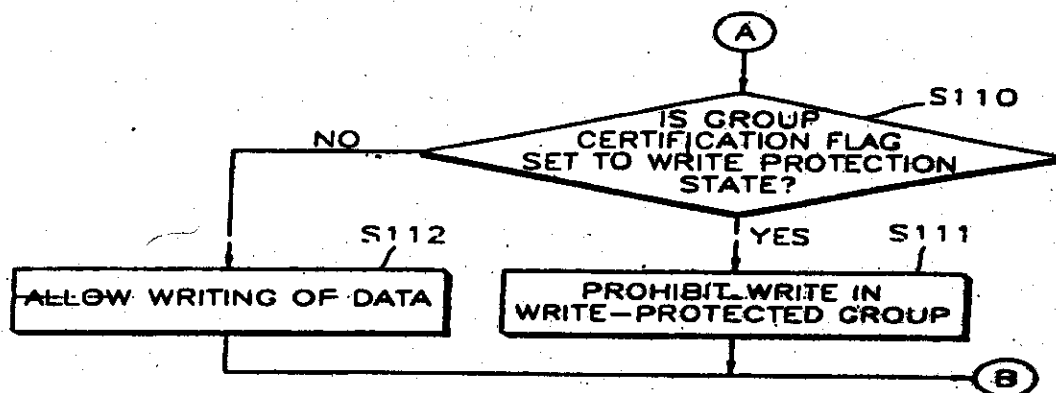 A
S110
IS GROUP
CERTIFICATION FLAG
SET TO WRITE PROTECTION
STATE?
NO
YES
S112
S111
ALLOW WRITING OF DATA
PROHIBIT WRITE IN
WRITE-PROTECTED GROUP
B